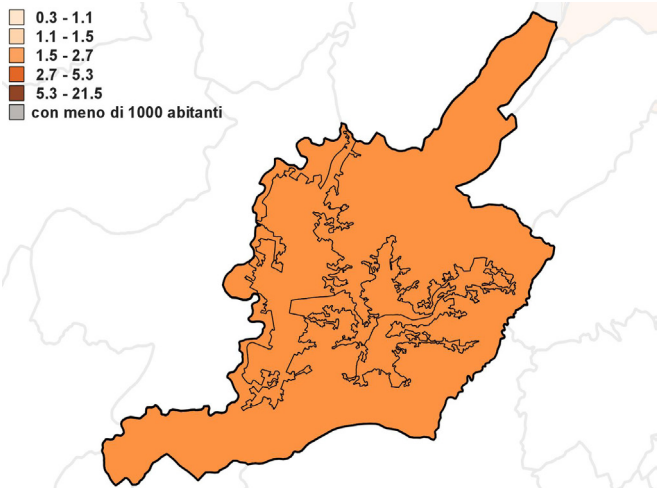 0.3 - 1.1
1.1 - 1.5
1.5 - 2.7
2.7 - 5.3
5.3 - 21.5
con meno di 1000 abitanti